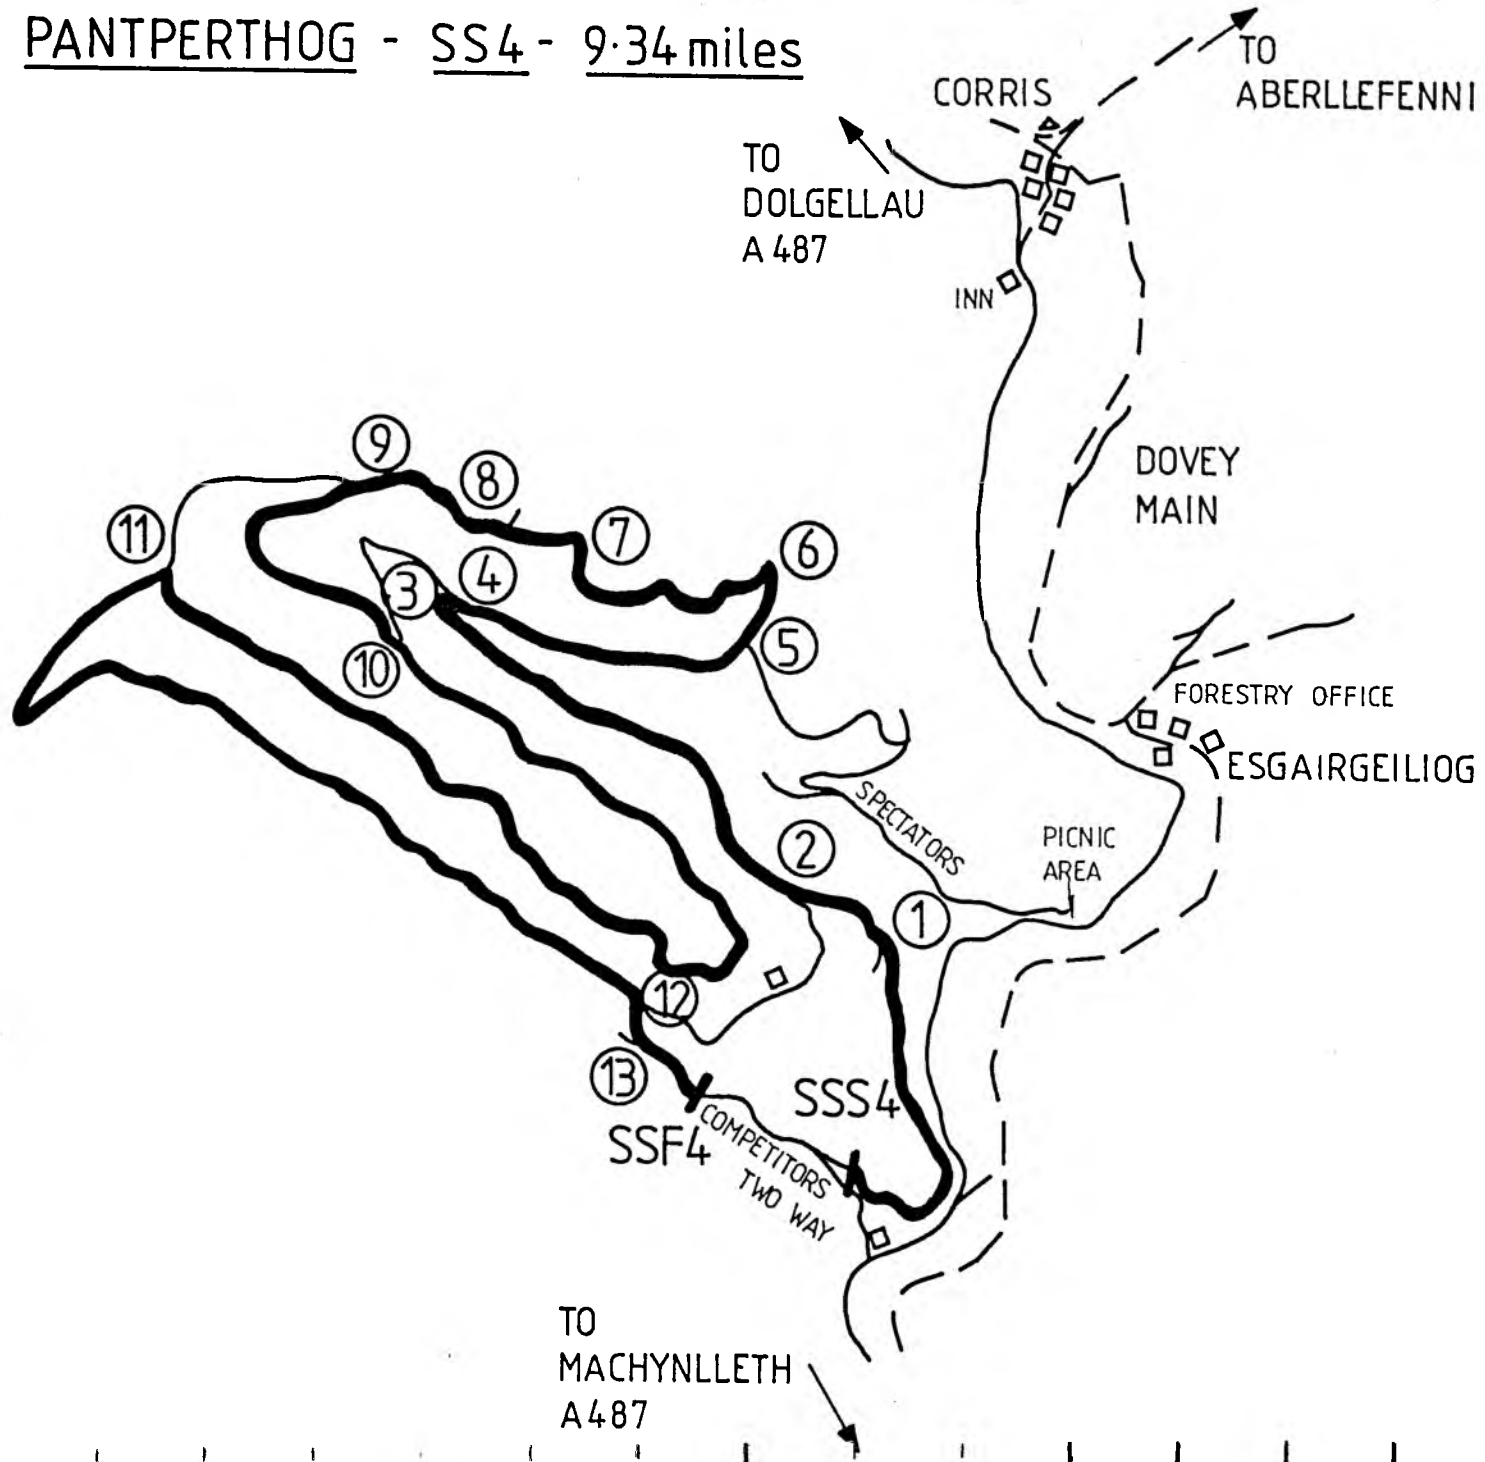 PANTPERTHOG - SS4 - 9·34 miles
TO
ABERLLEFENNI
CORRIS
TO
DOLGELLAU
A 487
INN
DOVEY
MAIN
9
8
11
7
6
4
3
5
10
FORESTRY OFFICE
ESGAIRGEILIOG
SPECTATORS
PICNIC
AREA
2
1
12
13
SSS4
SSF4
COMPETITORS
TWO WAY
TO
MACHYNLLETH
A487